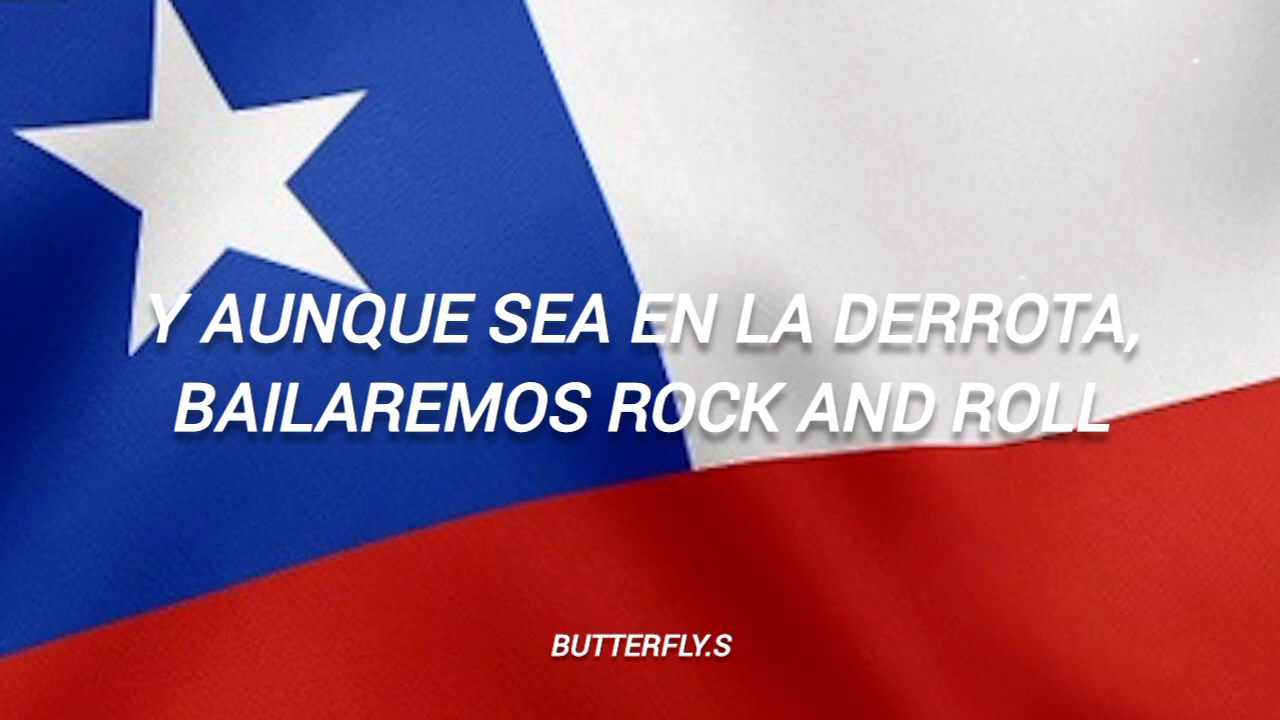 Y AUNQUE SEA EN LA DERROTA,
BAILAREMOS ROCK AND ROLL
BUTTERFLY.S